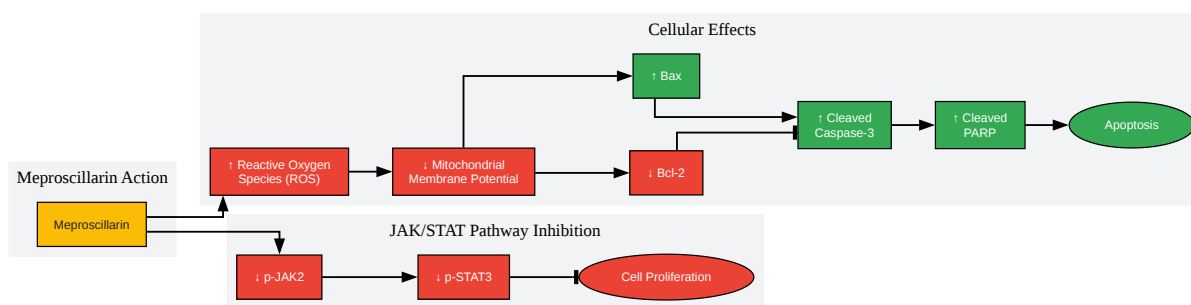 Cellular Effects
↑ Bax
↑ Cleaved
Caspase-3
↑ Cleaved
PARP
Apoptosis
↑ Reactive Oxygen
Species (ROS)
↓ Mitochondrial
Membrane Potential
↓ Bcl-2
Meproscillarin Action
Meproscillarin
JAK/STAT Pathway Inhibition
↓ p-JAK2
↓ p-STAT3
Cell Proliferation